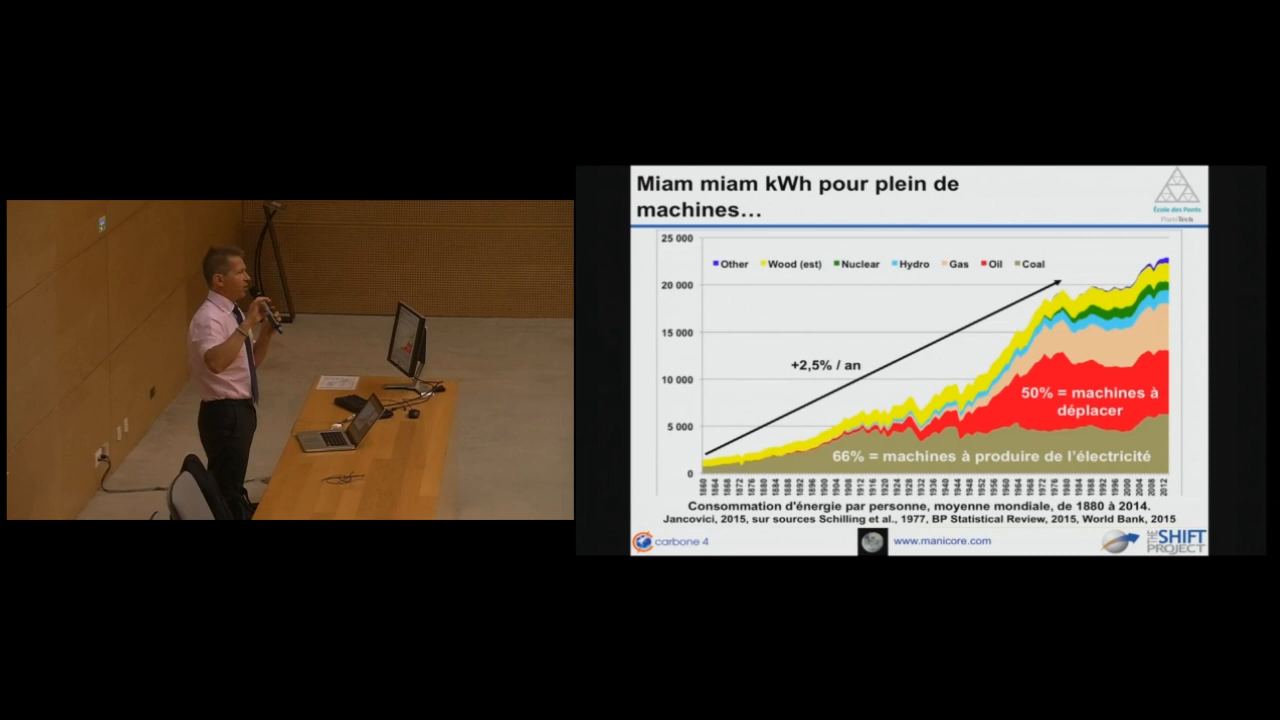 Miam miam kWh pour plein de
machines…
École des Ponts
ParisTech
25 000
20 000
15 000
10 000
5 000
0
Other Wood (est) Nuclear Hydro Gas Oil Coal
+2,5% / an
50% = machines à
déplacer
66% = machines à produire de l'électricité
1860 1864 1868 1872 1876 1880 1884 1888 1892 1896 1900 1904 1908 1912 1916 1920 1924 1928 1932 1936 1940 1944 1948 1952 1956 1960 1964 1968 1972 1976 1980 1984 1988 1992 1996 2000 2004 2008 2012
Consommation d'énergie par personne, moyenne mondiale, de 1880 à 2014.
Jancovici, 2015, sur sources Schilling et al., 1977, BP Statistical Review, 2015, World Bank, 2015
carbone 4
www.manicore.com
THE SHIFT
PROJECT